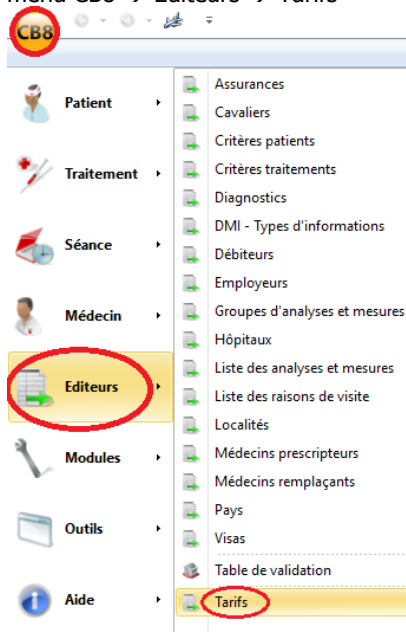 menu CB8 → Editeurs → Tarifs
CB8
Patient
Traitement
Séance
Médecin
Editeurs
Modules
Outils
Aide
Assurances
Cavaliers
Critères patients
Critères traitements
Diagnostics
DMI - Types d'informations
Débiteurs
Employeurs
Groupes d'analyses et mesures
Hôpitaux
Liste des analyses et mesures
Liste des raisons de visite
Localités
Médecins prescripteurs
Médecins remplaçants
Pays
Visas
Table de validation
Tarifs